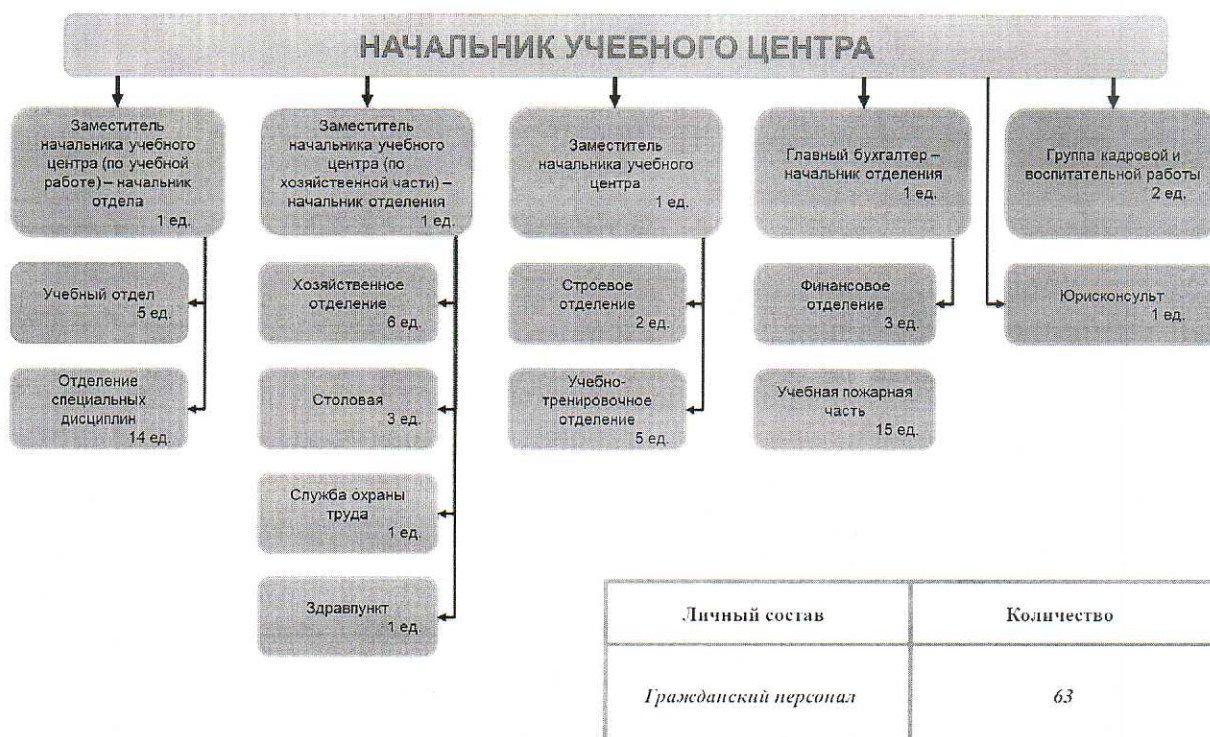 НАЧАЛЬНИК УЧЕБНОГО ЦЕНТРА
Заместитель
начальника учебного
центра (по учебной
работе) – начальник
отдела
1 ед.
Учебный отдел
5 ед.
Отделение
специальных
дисциплин
14 ед.
Заместитель
начальника учебного
центра (по
хозяйственной части) –
начальник отделения
1 ед.
Хозяйственное
отделение
6 ед.
Столовая
3 ед.
Служба охраны
труда
1 ед.
Здравпункт
1 ед.
Заместитель
начальника учебного
центра
1 ед.
Строевое
отделение
2 ед.
Учебно-
тренировочное
отделение
5 ед.
Главный бухгалтер –
начальник отделения
1 ед.
Финансовое
отделение
3 ед.
Учебная пожарная
часть
15 ед.
Группа кадровой и
воспитательной работы
2 ед.
Юрисконсульт
1 ед.
Личный состав Количество
Гражданский персонал 63